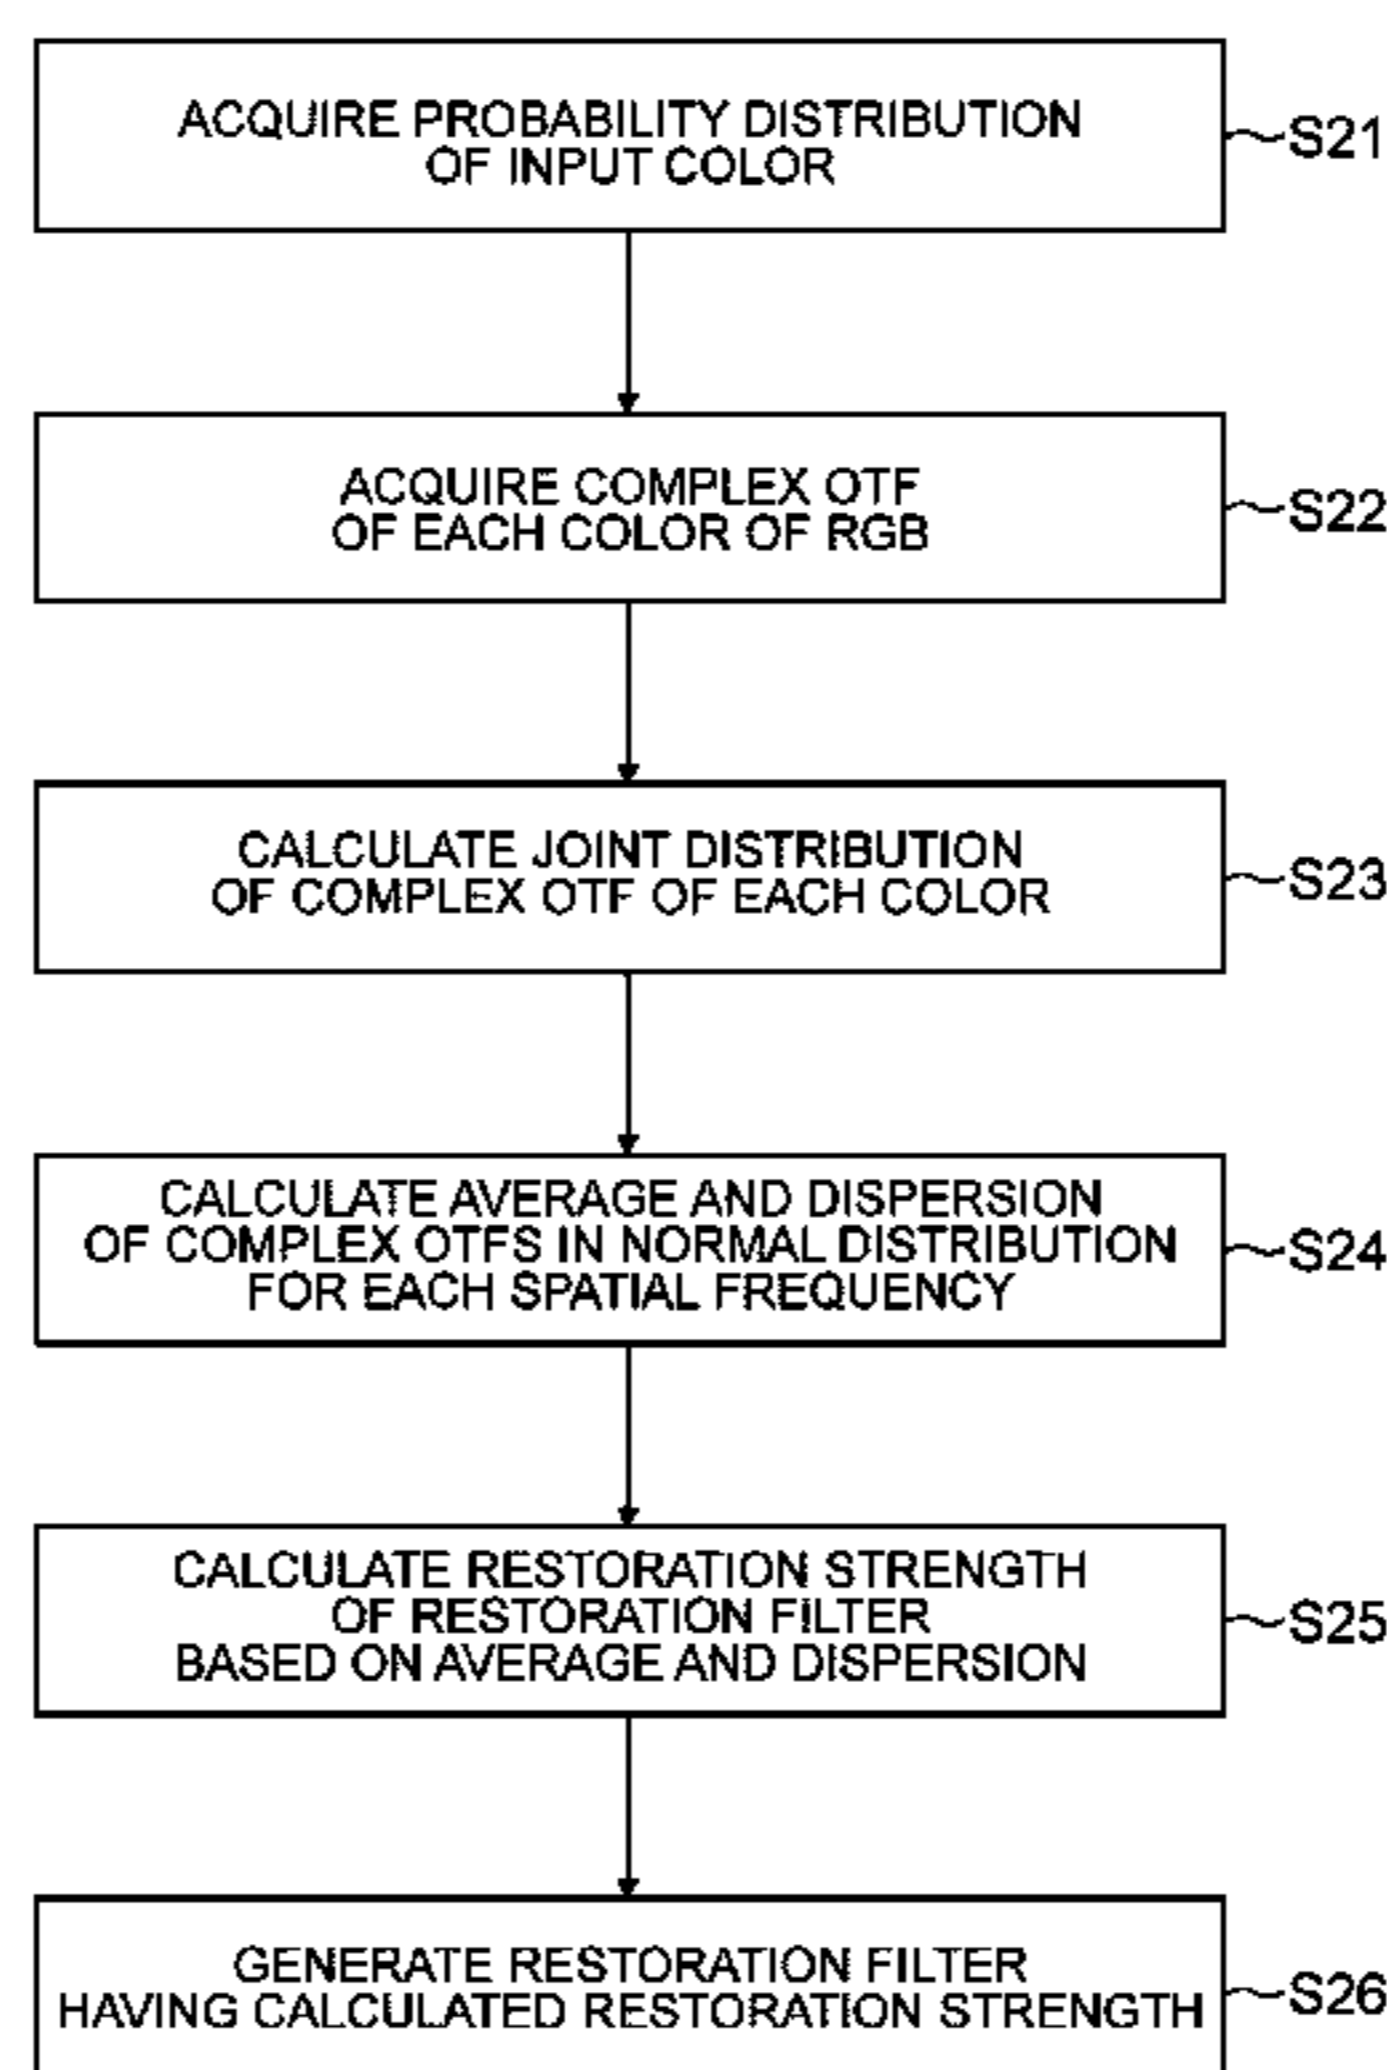 ACQUIRE PROBABILITY DISTRIBUTION
OF INPUT COLOR
S21
ACQUIRE COMPLEX OTF
OF EACH COLOR OF RGB
S22
CALCULATE JOINT DISTRIBUTION
OF COMPLEX OTF OF EACH COLOR
S23
CALCULATE AVERAGE AND DISPERSION
OF COMPLEX OTFS IN NORMAL DISTRIBUTION
FOR EACH SPATIAL FREQUENCY
S24
CALCULATE RESTORATION STRENGTH
OF RESTORATION FILTER
BASED ON AVERAGE AND DISPERSION
S25
GENERATE RESTORATION FILTER
HAVING CALCULATED RESTORATION STRENGTH
S26